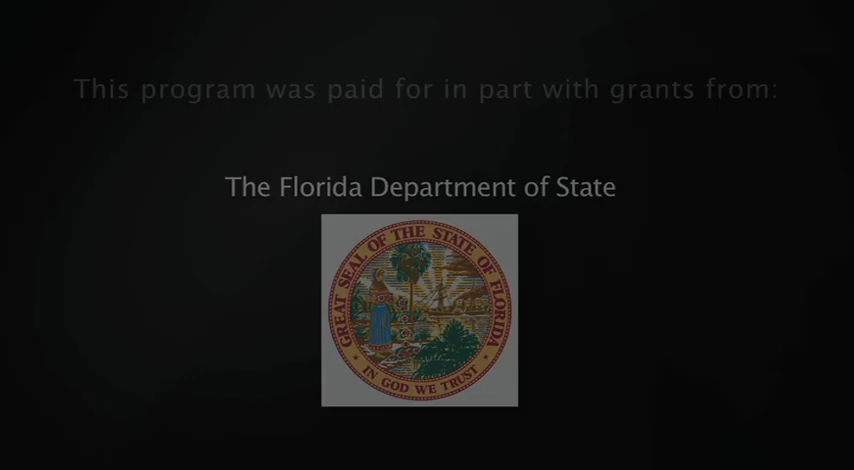 This program was paid for in part with grants from:
The Florida Department of State
GREAT SEAL OF THE STATE OF FLORIDA
IN GOD WE TRUST